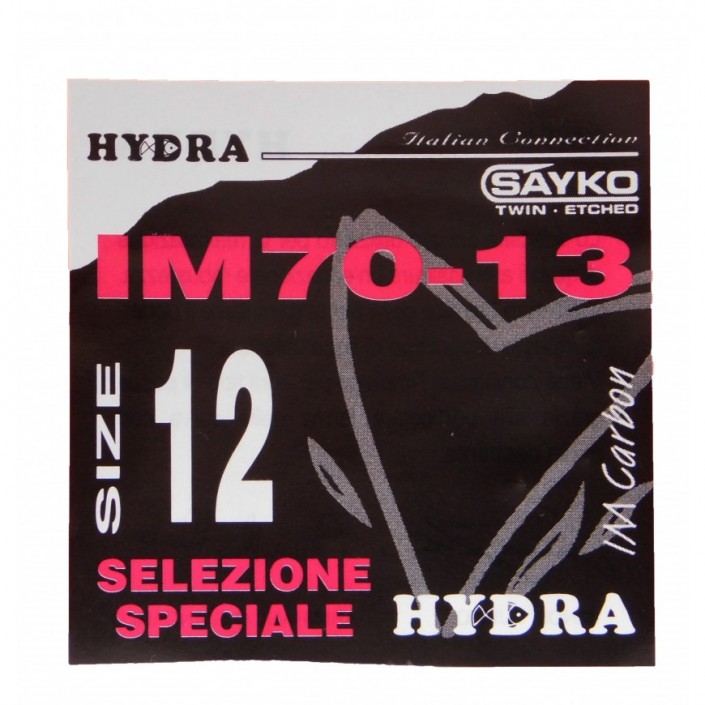 HYDRA
Italian Connection
SAYKO
TWIN · ETCHED
IM70-13
SIZE 12
IM Carbon
SELEZIONE
SPECIALE
HYDRA